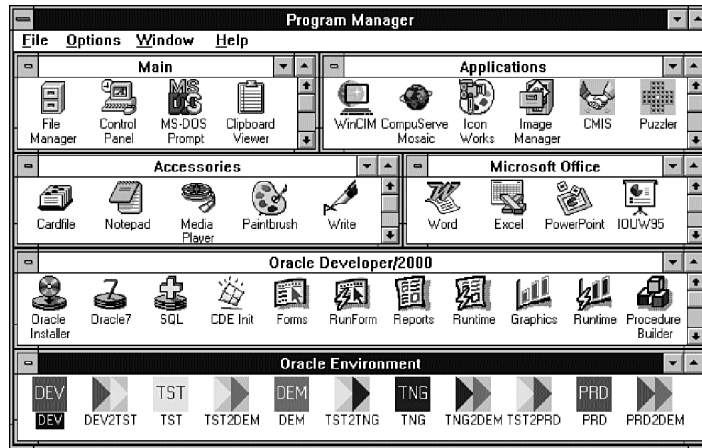 Program Manager
File Options Window Help
Main
File Manager
Control Panel
MS-DOS Prompt
Clipboard Viewer
Applications
WinCIM
CompuServe Mosaic
Icon Works
Image Manager
CMIS
Puzzler
Accessories
Cardfile
Notepad
Media Player
Paintbrush
Write
Microsoft Office
Word
Excel
PowerPoint
IOUW95
Oracle Developer/2000
Oracle Installer
Oracle7
SQL
CDE Init
Forms
RunForm
Reports
Runtime
Graphics
Runtime
Procedure Builder
Oracle Environment
DEV TST DEM TNG PRD
DEV DEV2TST TST TST2DEM DEM TST2TNG TNG TNG2DEM TST2PRD PRD PRD2DEM